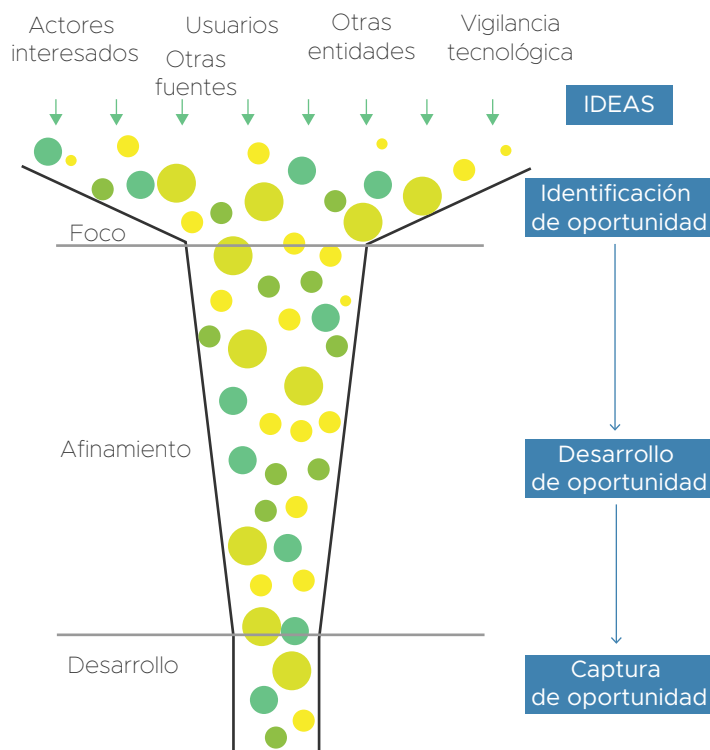 Actores
interesados
Usuarios
Otras
fuentes
Otras
entidades
Vigilancia
tecnológica
IDEAS
Identificación
de oportunidad
Foco
Afinamiento
Desarrollo
de oportunidad
Desarrollo
Captura
de oportunidad